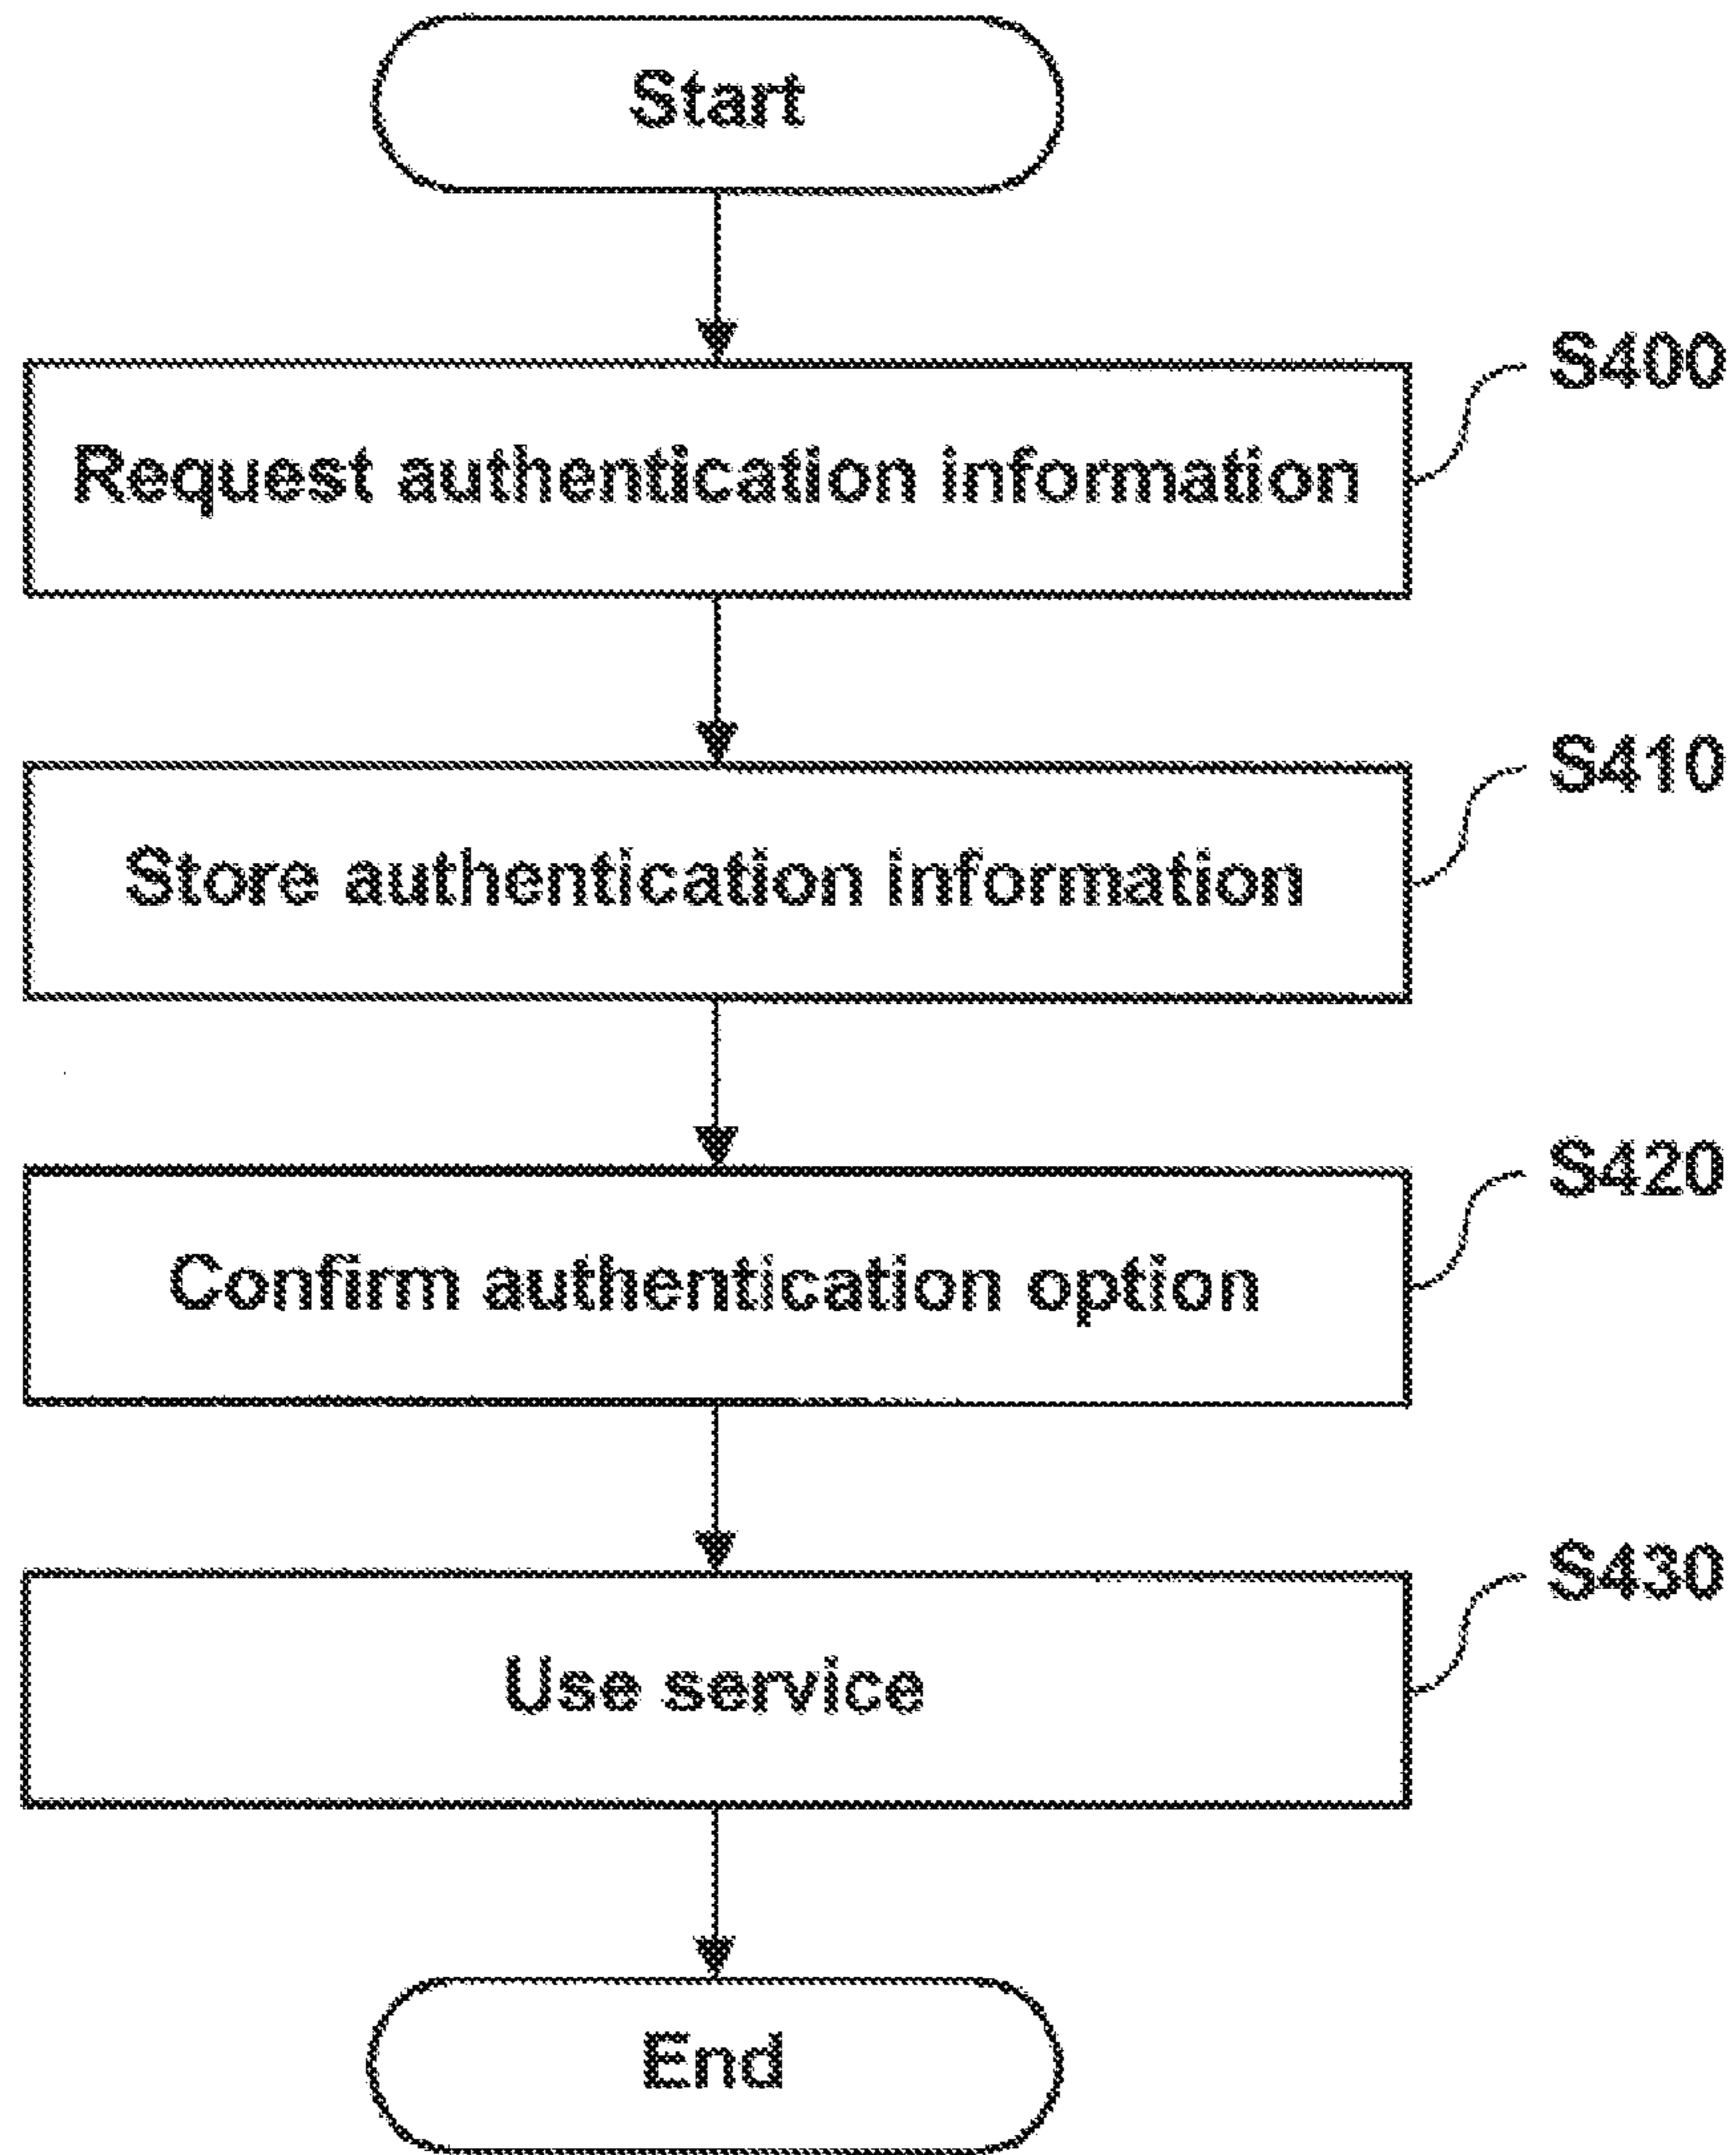 Start
S400
Request authentication information
S410
Store authentication information
S420
Confirm authentication option
S430
Use service
End